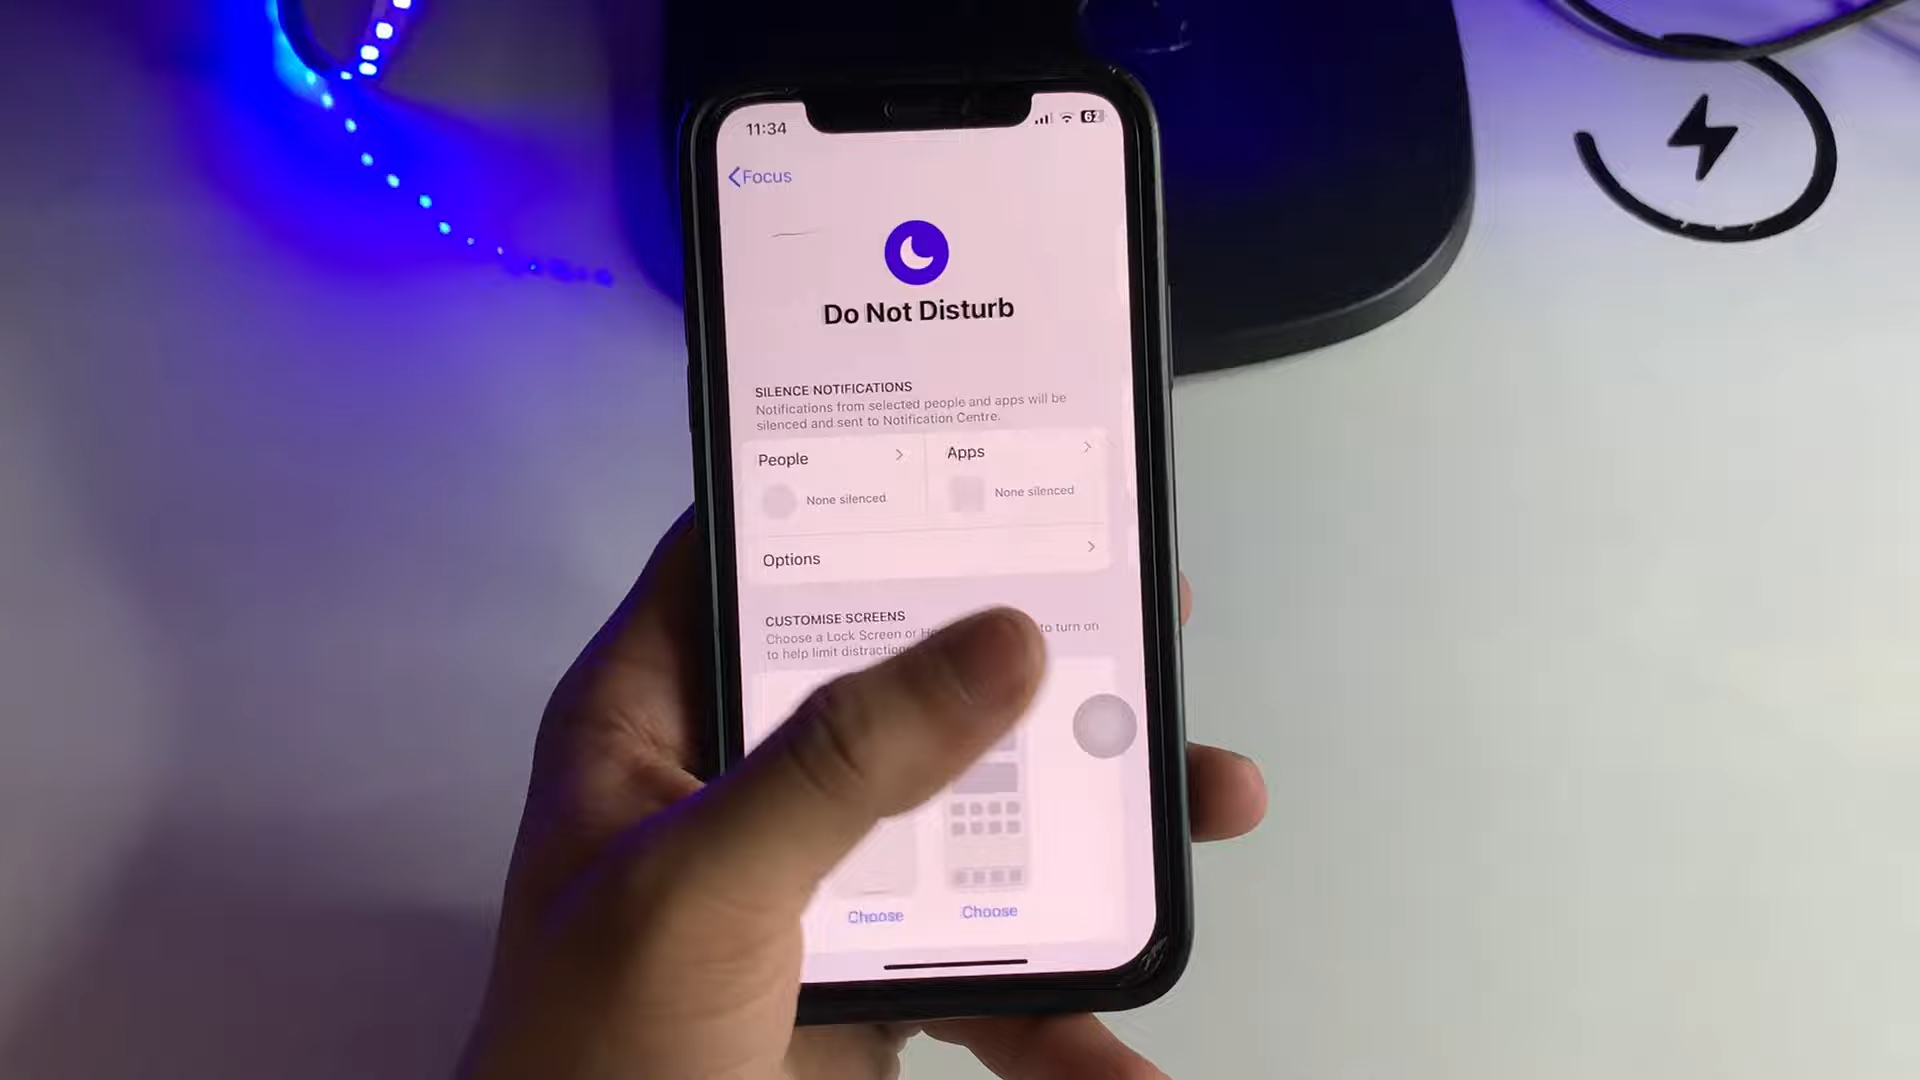 11:34
62
Focus
Do Not Disturb
SILENCE NOTIFICATIONS
Notifications from selected people and apps will be
silenced and sent to Notification Centre.
People
Apps
None silenced
None silenced
Options
CUSTOMISE SCREENS
Choose a Lock Screen or to turn on
to help limit distraction
Choose
Choose